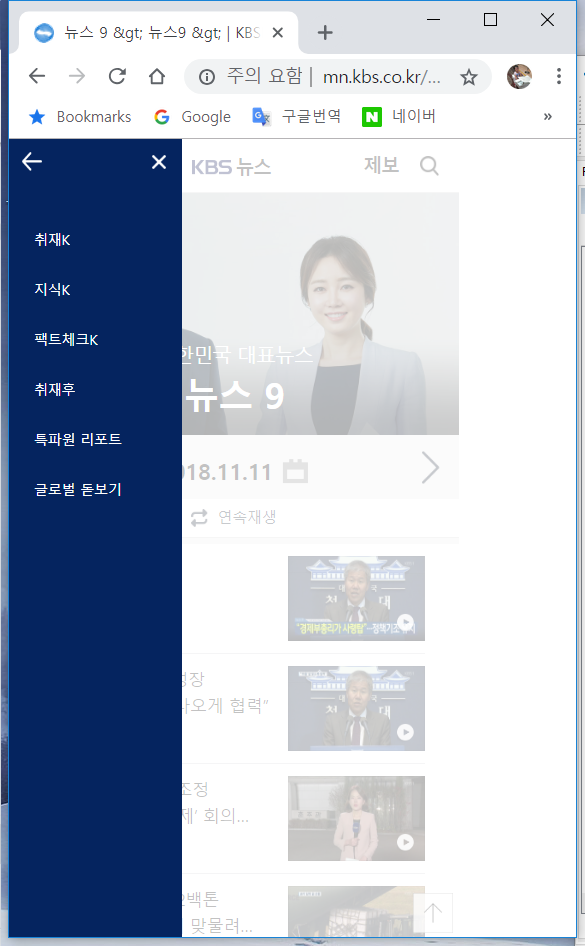 뉴스 9 &gt; 뉴스9 &gt; | KBS
주의 요함 | mn.kbs.co.kr/...
Bookmarks Google 구글번역 네이버 »
KBS 뉴스 제보
취재K
지식K
팩트체크K
취재후
특파원 리포트
글로벌 돋보기
한민국 대표뉴스
뉴스 9
018.11.11
연속재생
"경제부총리가 사령탑"
성장
나오게 협력"
조정
제' 회의...
맞물려...